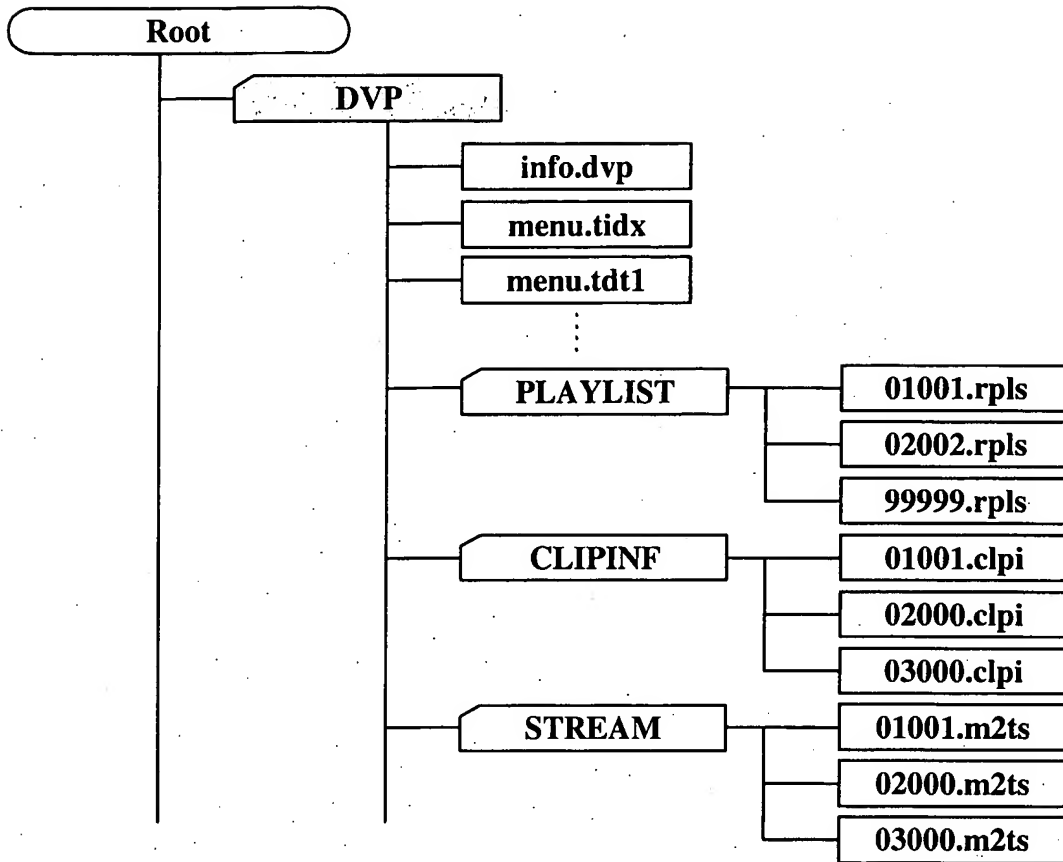 Root
DVP
info.dvp
menu.tidx
menu.tdt1
PLAYLIST
01001.rpls
02002.rpls
99999.rpls
CLIPINF
01001.clpi
02000.clpi
03000.clpi
STREAM
01001.m2ts
02000.m2ts
03000.m2ts